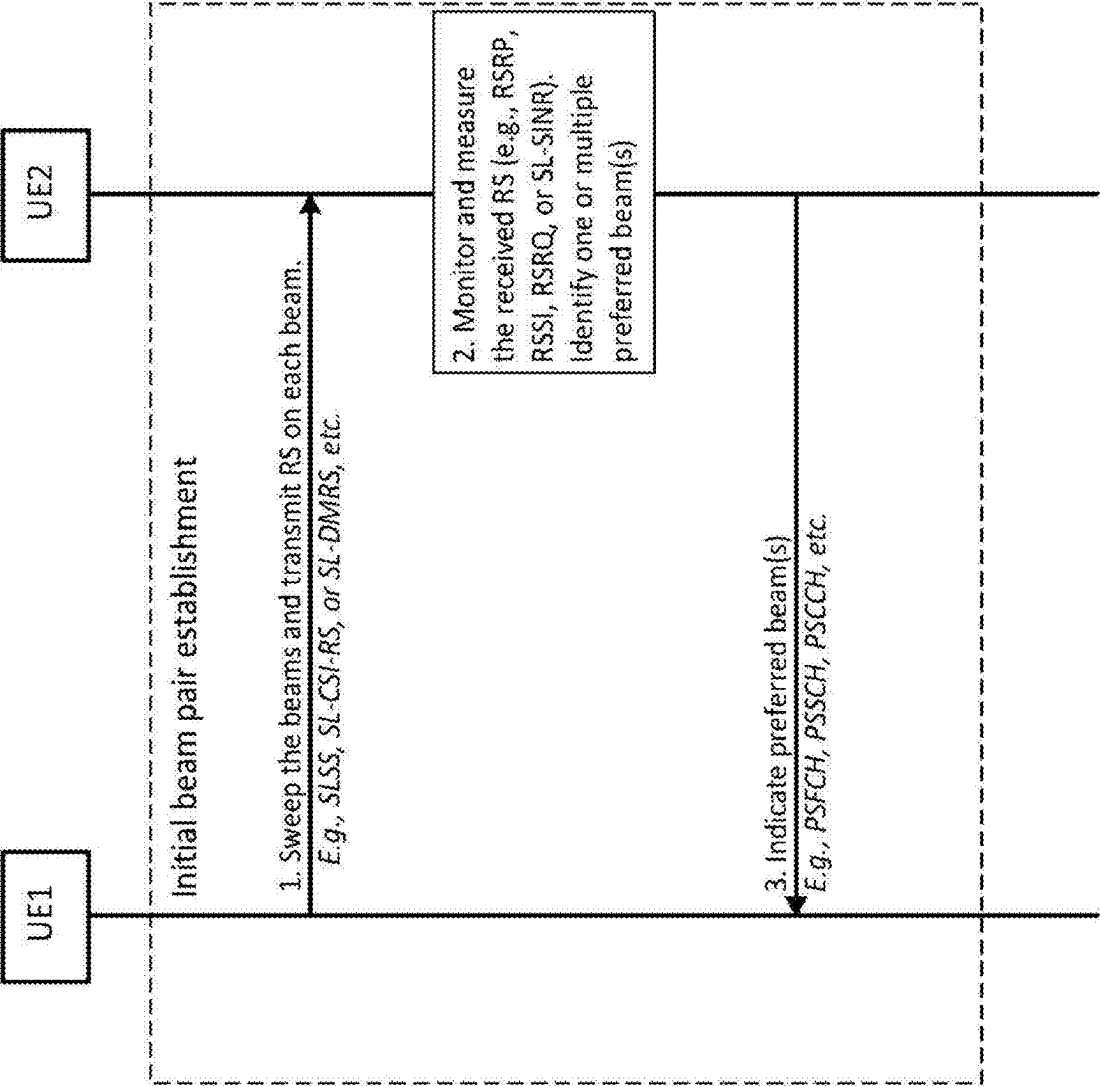 UE1
UE2
Initial beam pair establishment
1. Sweep the beams and transmit RS on each beam.
E.g., SLSS, SL-CSI-RS, or SL-DMRS, etc.
2. Monitor and measure
the received RS (e.g., RSRP,
RSSI, RSRQ, or SL-SINR).
Identify one or multiple
preferred beam(s)
3. Indicate preferred beam(s)
E.g., PSFCH, PSSCH, PSCCH, etc.